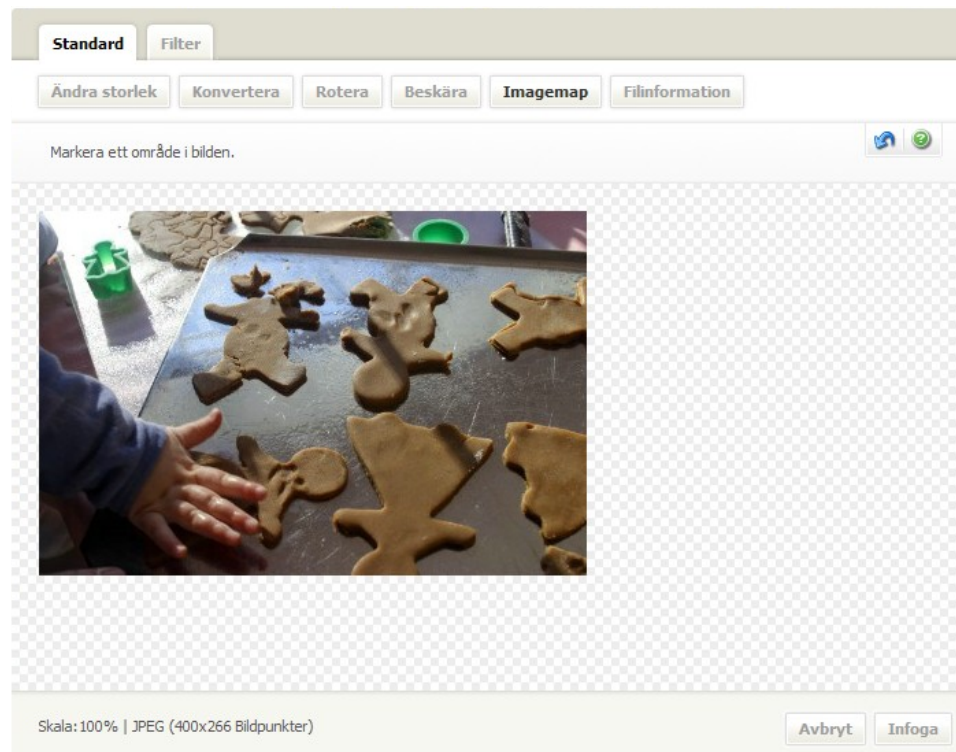 Standard Filter
Ändra storlek Konvertera Rotera Beskära Imagemap Filinformation
Markera ett område i bilden.
Skala:100% | JPEG (400x266 Bildpunkter)
Avbryt Infoga